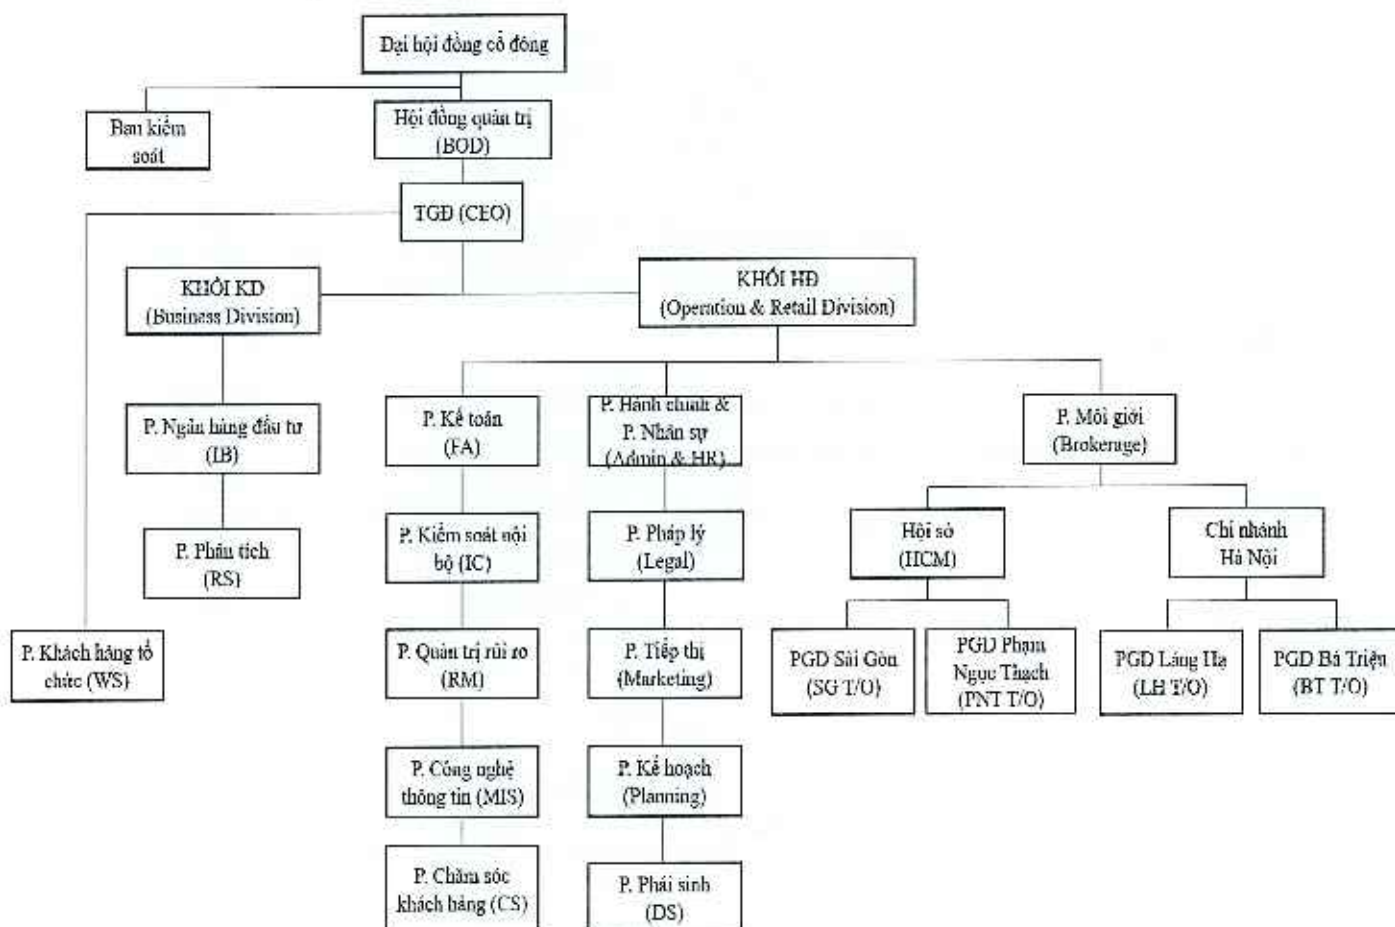 Đại hội đồng cổ đông
Ban kiểm
soát
Hội đồng quản trị
(BOD)
TGĐ (CEO)
KHỐI KD
(Business Division)
KHỐI HĐ
(Operation & Retail Division)
P. Ngân hàng đầu tư
(IB)
P. Phân tích
(RS)
P. Khách hàng tổ
chức (WS)
P. Kế toán
(FA)
P. Kiểm soát nội
bộ (IC)
P. Quản trị rủi ro
(RM)
P. Công nghệ
thông tin (MIS)
P. Chăm sóc
khách hàng (CS)
P. Hành chánh &
P. Nhân sự
(Admin & HR)
P. Pháp lý
(Legal)
P. Tiếp thị
(Marketing)
P. Kế hoạch
(Planning)
P. Phái sinh
(DS)
P. Môi giới
(Brokerage)
Hội sở
(HCM)
Chi nhánh
Hà Nội
PGD Sài Gòn
(SG T/O)
PGD Phạm
Ngọc Thạch
(PNT T/O)
PGD Láng Hạ
(LH T/O)
PGD Bà Triệu
(BT T/O)